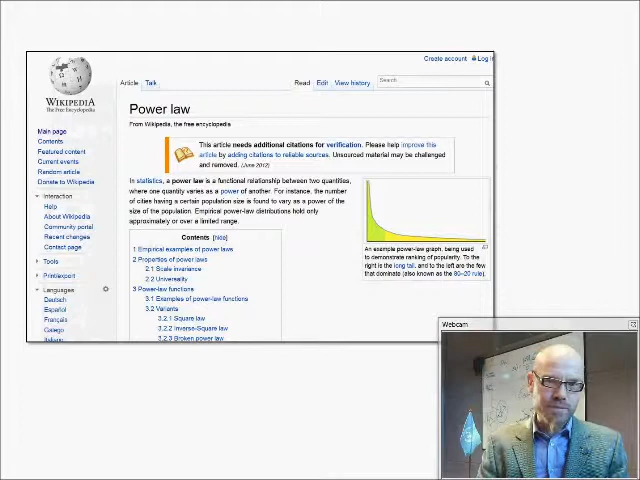 Create account Log in
Article Talk Read Edit View history Search
WIKIPEDIA
The Free Encyclopedia
Main page
Contents
Featured content
Current events
Random article
Donate to Wikipedia
Interaction
Help
About Wikipedia
Community portal
Recent changes
Contact page
Tools
Print/export
Languages
Deutsch
Español
Français
Galego
Italiano
Power law
From Wikipedia, the free encyclopedia
This article needs additional citations for verification. Please help improve this
article by adding citations to reliable sources. Unsourced material may be challenged
and removed. (June 2012)
In statistics, a power law is a functional relationship between two quantities,
where one quantity varies as a power of another. For instance, the number
of cities having a certain population size is found to vary as a power of the
size of the population. Empirical power-law distributions hold only
approximately or over a limited range.
Contents [hide]
1 Empirical examples of power laws
2 Properties of power laws
2.1 Scale invariance
2.2 Universality
3 Power-law functions
3.1 Examples of power-law functions
3.2 Variants
3.2.1 Square law
3.2.2 Inverse-Square law
3.2.3 Broken power law
An example power-law graph, being used
to demonstrate ranking of popularity. To the
right is the long tail, and to the left are the few
that dominate (also known as the 80–20 rule).
Webcam